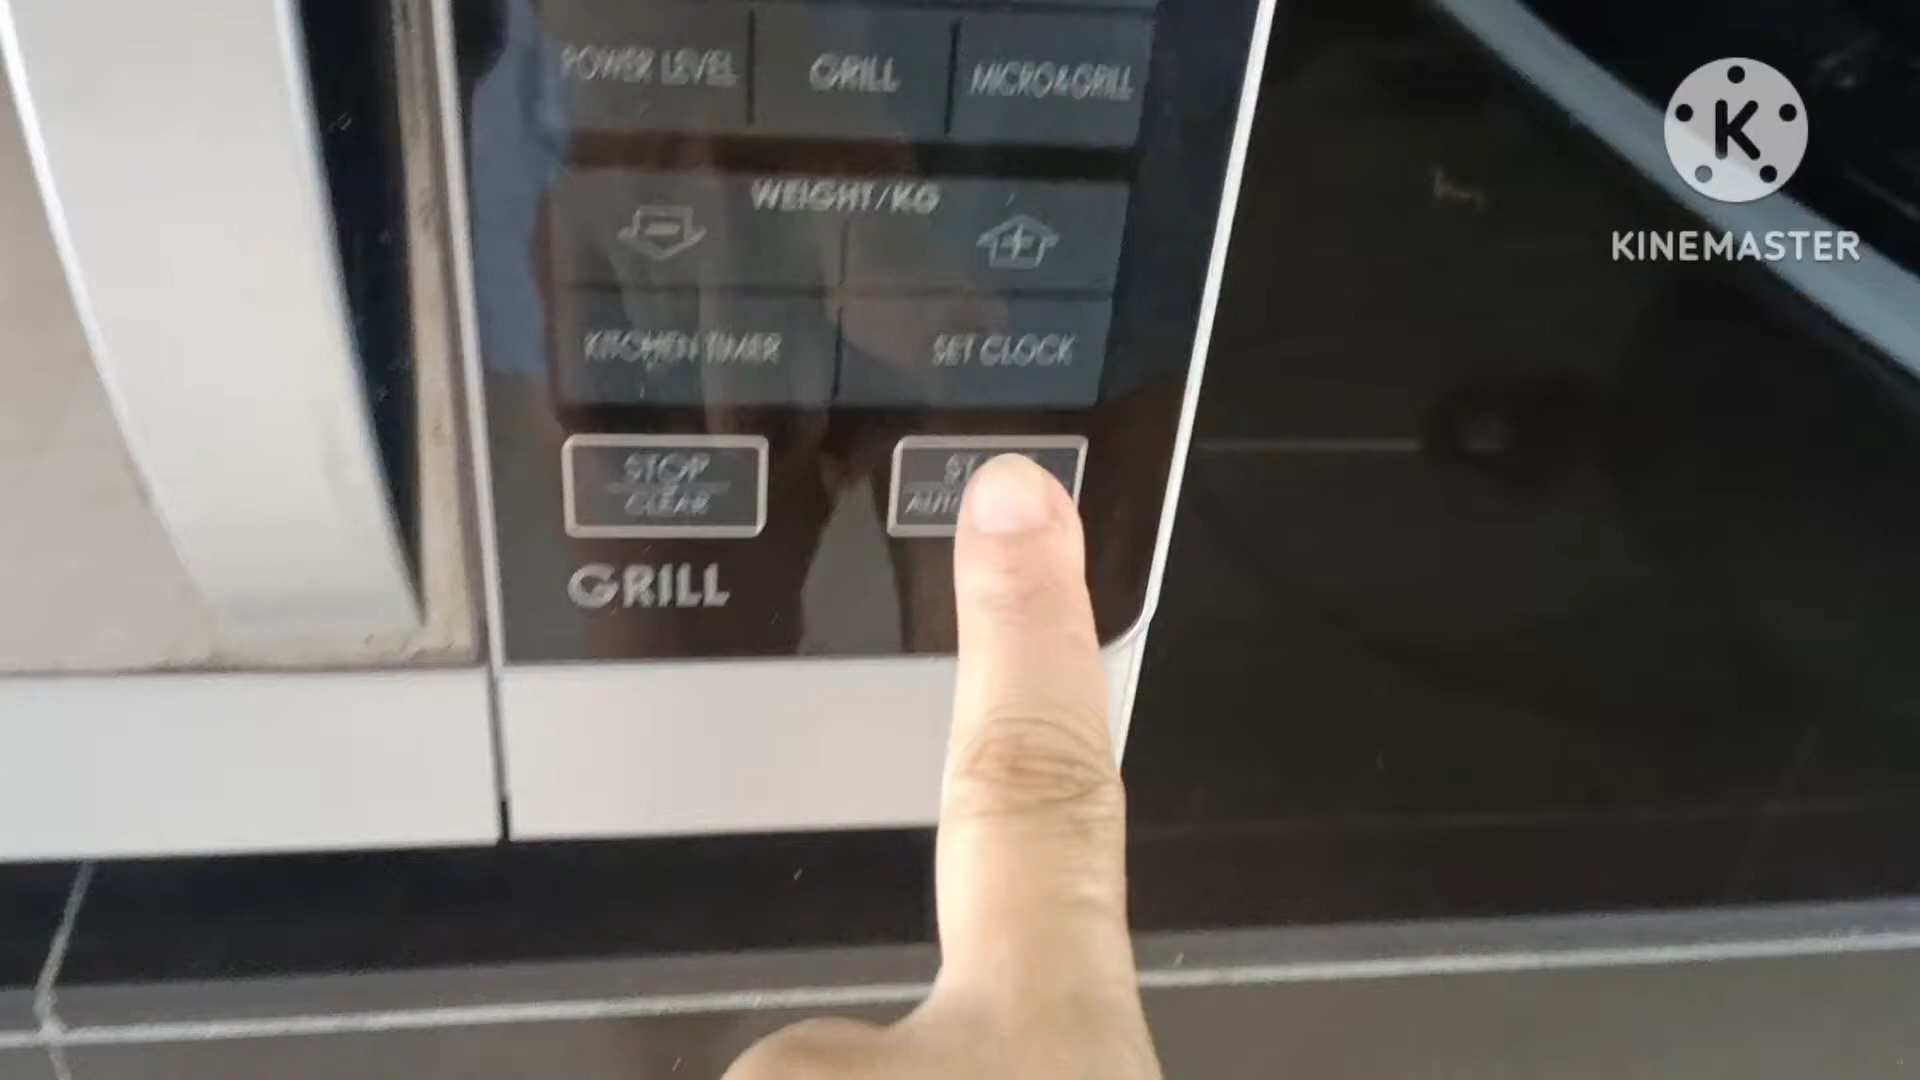 POWER LEVEL GRILL MICRO&GRILL
K
KINEMASTER
WEIGHT/KG
KITCHEN TIMER SET CLOCK
STOP
CLEAR
GRILL